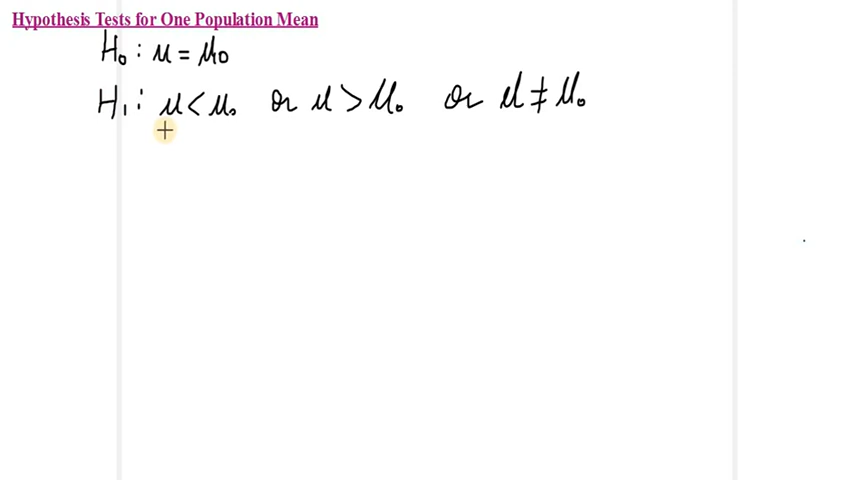 Hypothesis Tests for One Population Mean
H₀ : μ = μ₀
H₁ : μ < μ₀ or μ > μ₀ or μ ≠ μ₀